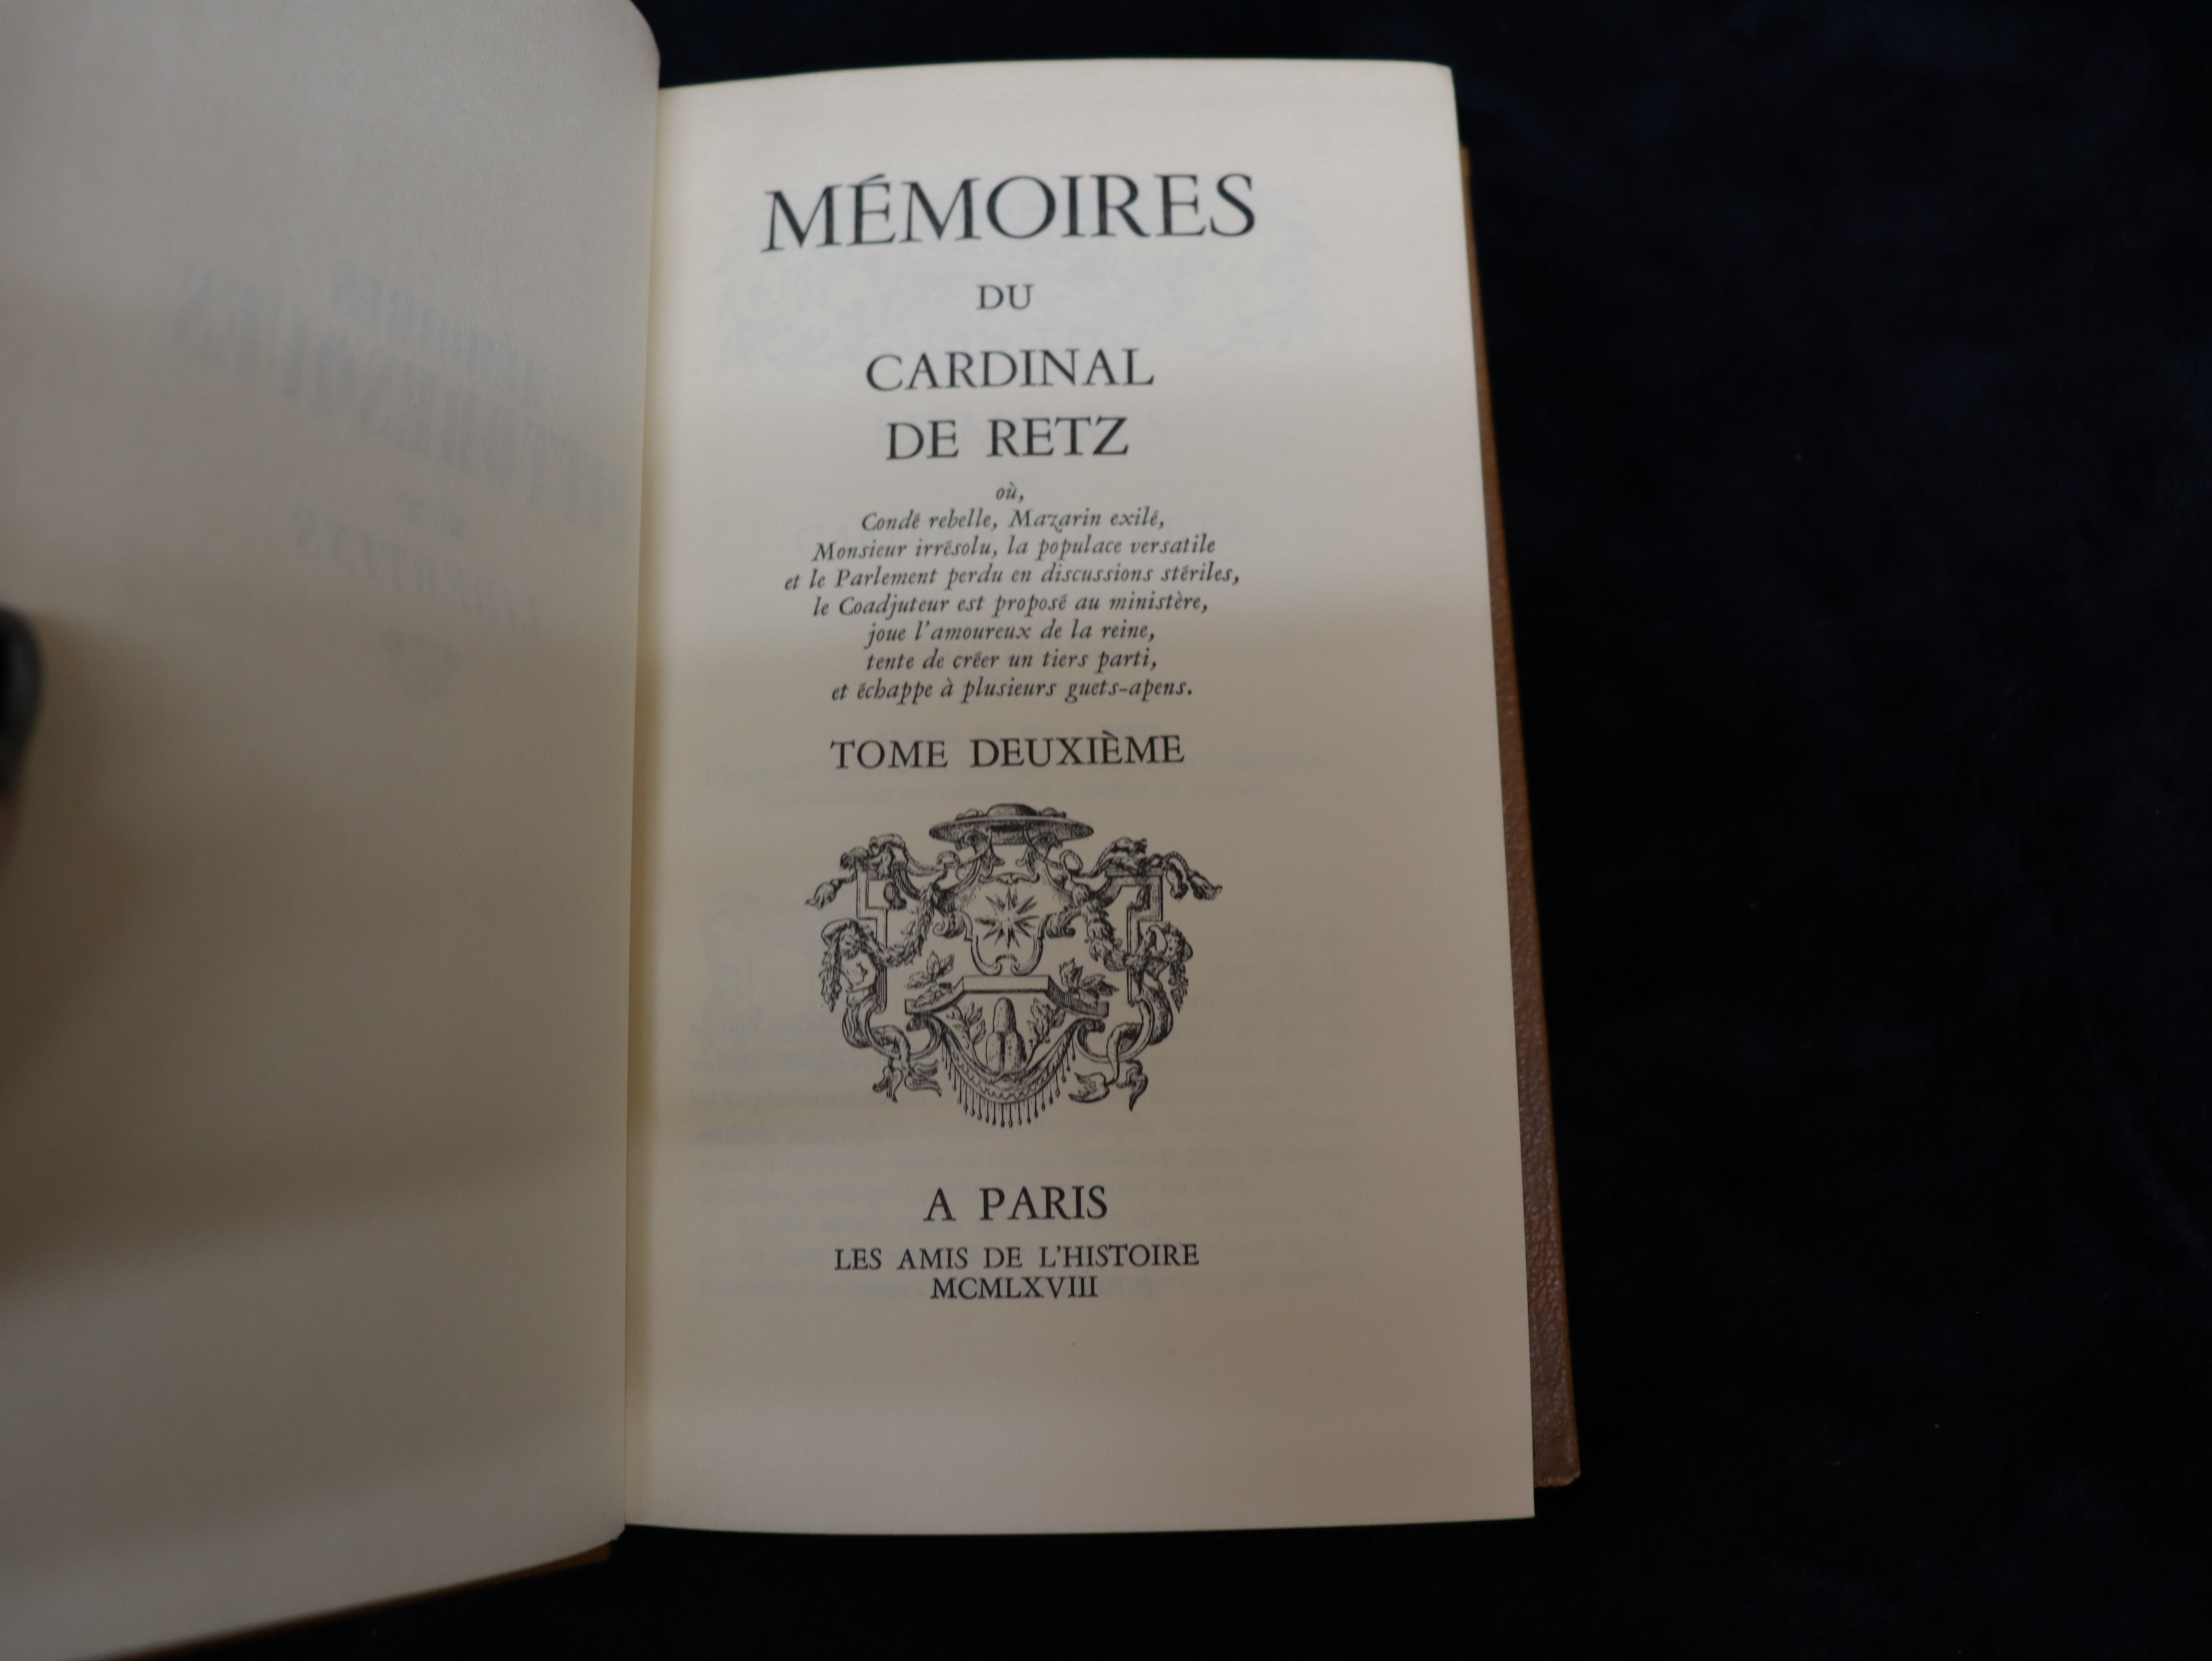 MÉMOIRES
DU
CARDINAL
DE RETZ
où,
Condé rebelle, Mazarin exilé,
Monsieur irrésolu, la populace versatile
et le Parlement perdu en discussions stériles,
le Coadjuteur est proposé au ministère,
joue l'amoureux de la reine,
tente de créer un tiers parti,
et échappe à plusieurs guets-apens.
TOME DEUXIÈME
A PARIS
LES AMIS DE L'HISTOIRE
MCMLXVIII